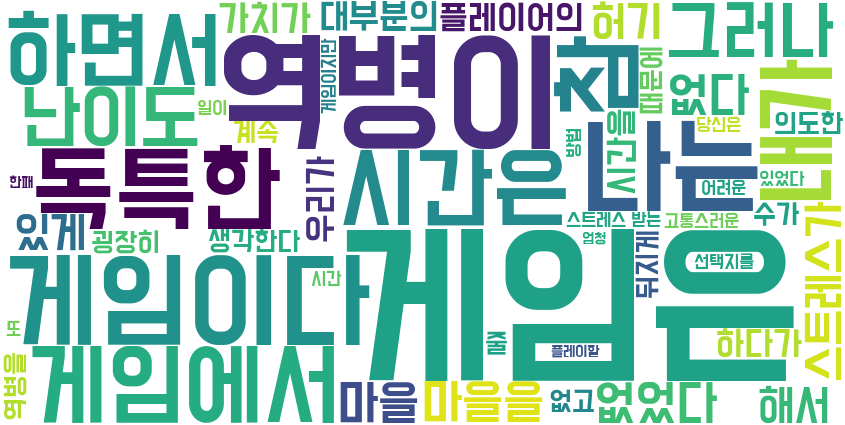 하면서
가치가
대부분의
플레이어의
허기
그러나
역병이
참
게임이지만
때문에
없다
내가
난이도
일이
계속
방법
시간을
당신은
의도한
한때
독특한
우리가
시간은
나는
어려운
있었다
있게
굉장히
생각한다
스트레스 받는
고통스러운
수가
엄청
뒤지게
선택지를
스트레스가
게임이다
시간
게임은
또
줄
플레이할
하다가
역병을
게임에서
마을
마을을
없고
없었다
해서